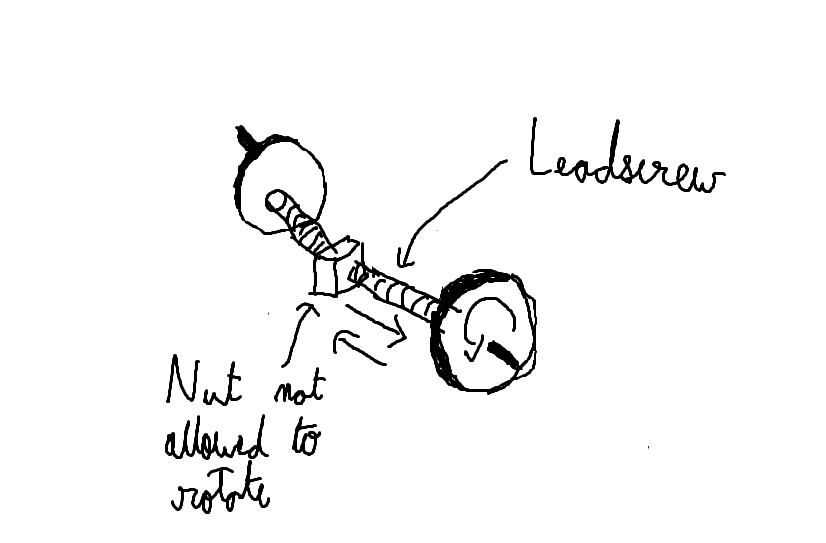 Leadscrew
Nut not
allowed to
rotate